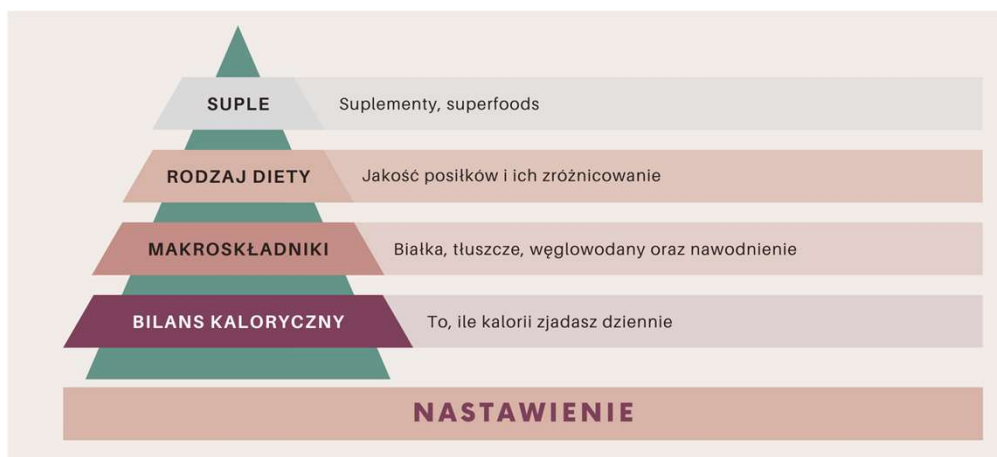 SUPLE
Suplementy, superfoods
RODZAJ DIETY
Jakość posiłków i ich zróżnicowanie
MAKROSKŁADNIKI
Białka, tłuszcze, węglowodany oraz nawodnienie
BILANS KALORYCZNY
To, ile kalorii zjadasz dziennie
NASTAWIENIE